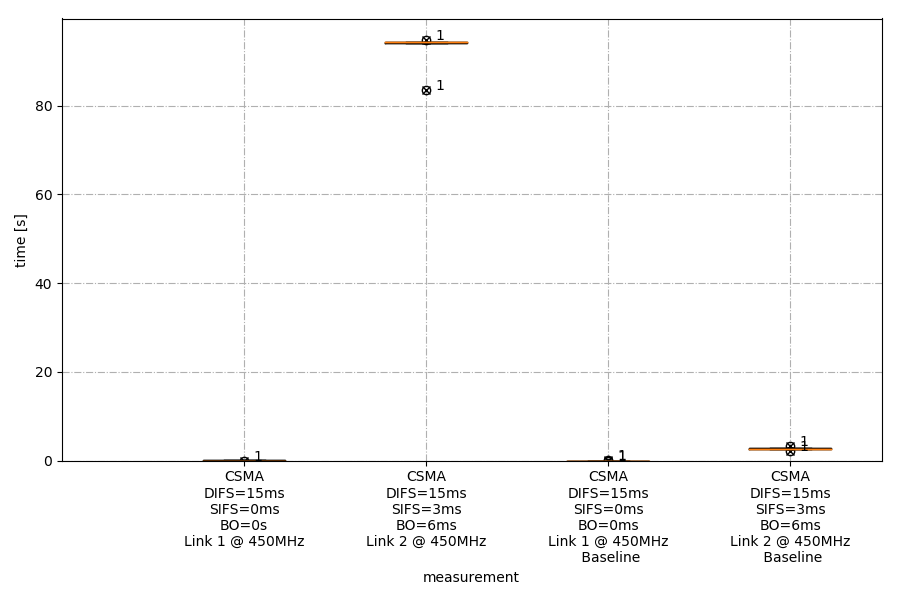 time [s]
80
60
40
20
0
1
1
1
1
1
1
CSMA
DIFS=15ms
SIFS=0ms
BO=0s
Link 1 @ 450MHz
CSMA
DIFS=15ms
SIFS=3ms
BO=6ms
Link 2 @ 450MHz
CSMA
DIFS=15ms
SIFS=0ms
BO=0ms
Link 1 @ 450MHz
Baseline
CSMA
DIFS=15ms
SIFS=3ms
BO=6ms
Link 2 @ 450MHz
Baseline
measurement